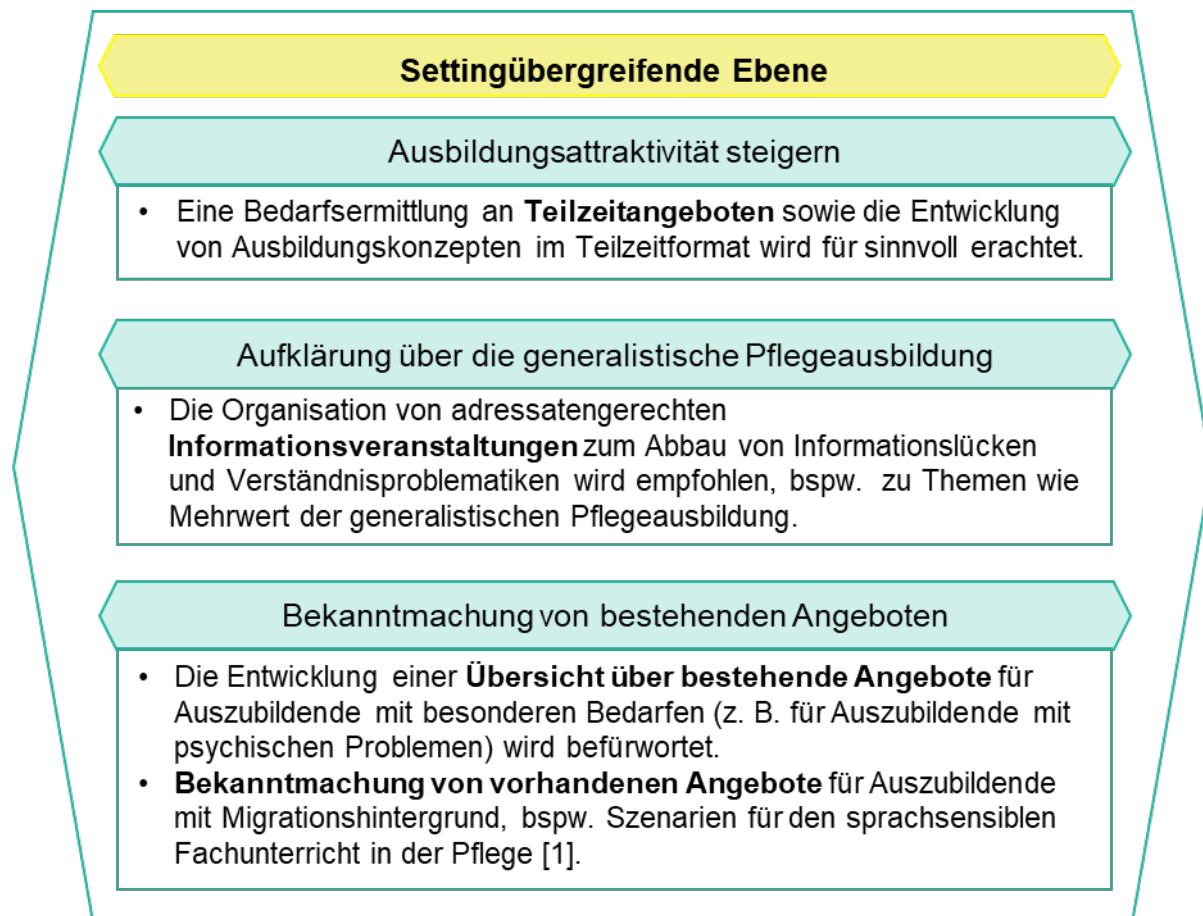 Settingübergreifende Ebene
Ausbildungsattraktivität steigern
• Eine Bedarfsermittlung an Teilzeitangeboten sowie die Entwicklung
von Ausbildungskonzepten im Teilzeitformat wird für sinnvoll erachtet.
Aufklärung über die generalistische Pflegeausbildung
• Die Organisation von adressatengerechten
Informationsveranstaltungen zum Abbau von Informationslücken
und Verständnisproblematiken wird empfohlen, bspw. zu Themen wie
Mehrwert der generalistischen Pflegeausbildung.
Bekanntmachung von bestehenden Angeboten
• Die Entwicklung einer Übersicht über bestehende Angebote für
Auszubildende mit besonderen Bedarfen (z. B. für Auszubildende mit
psychischen Problemen) wird befürwortet.
• Bekanntmachung von vorhandenen Angebote für Auszubildende
mit Migrationshintergrund, bspw. Szenarien für den sprachsensiblen
Fachunterricht in der Pflege [1].